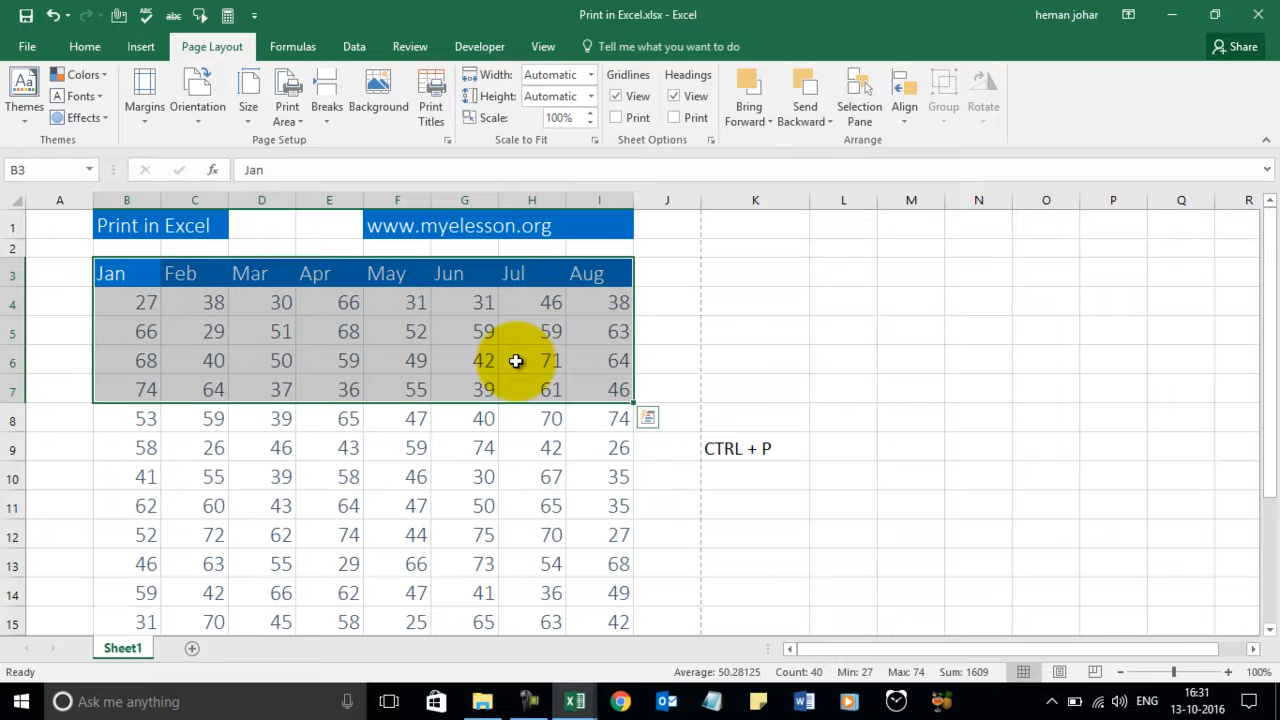 Print in Excel.xlsx - Excel
heman johar
File Home Insert Page Layout Formulas Data Review Developer View Tell me what you want to do Share
Themes
Colors
Fonts
Effects
Margins
Orientation
Size
Print Area
Breaks
Background
Print Titles
Width: Automatic
Height: Automatic
Scale: 100%
Gridlines
View
Print
Headings
View
Print
Bring Forward
Send Backward
Selection Pane
Align
Group
Rotate
Themes Page Setup Scale to Fit Sheet Options Arrange
B3 fx Jan
A B C D E F G H I J K L M N O P Q R
1 Print in Excel www.myelesson.org
2
3 Jan Feb Mar Apr May Jun Jul Aug
4 27 38 30 66 31 31 46 38
5 66 29 51 68 52 59 59 63
6 68 40 50 59 49 42 71 64
7 74 64 37 36 55 39 61 46
8 53 59 39 65 47 40 70 74
9 58 26 46 43 59 74 42 26 CTRL + P
10 41 55 39 58 46 30 67 35
11 62 60 43 64 47 50 65 35
12 52 72 62 74 44 75 70 27
13 46 63 55 29 66 73 54 68
14 59 42 66 62 47 41 36 49
15 31 70 45 58 25 65 63 42
Sheet1
Ready Average: 50.28125 Count: 40 Min: 27 Max: 74 Sum: 1609 100%
Ask me anything ENG 16:31
13-10-2016